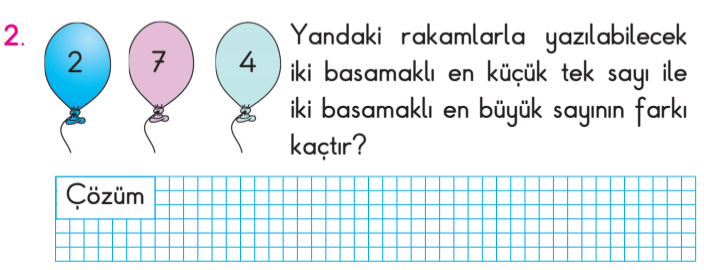 2.
2 7 4
Yandaki rakamlarla yazılabilecek
iki basamaklı en küçük tek sayı ile
iki basamaklı en büyük sayının farkı
kaçtır?
Çözüm